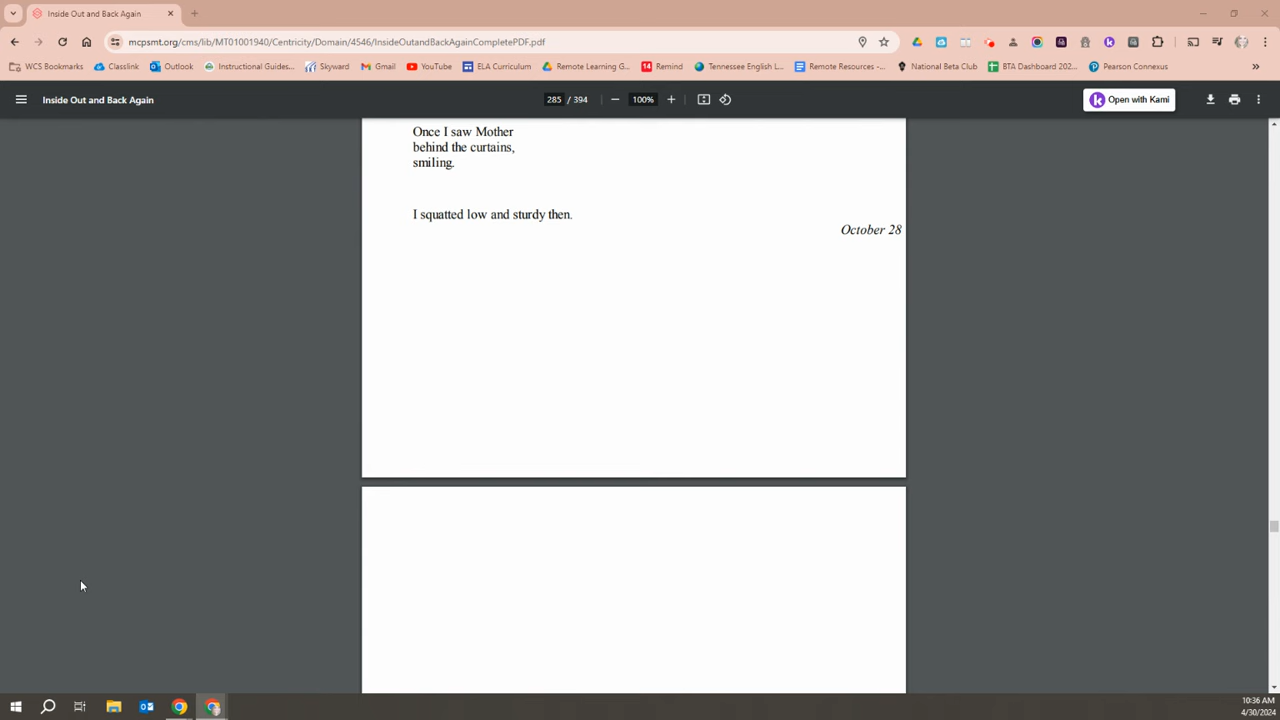 Inside Out and Back Again
mcpsmt.org/cms/lib/MT01001940/Centricity/Domain/4546/InsideOutandBackAgainCompletePDF.pdf
WCS Bookmarks Classlink Outlook Instructional Guides... Skyward Gmail YouTube ELA Curriculum Remote Learning G... 14 Remind Tennessee English L... Remote Resources -... National Beta Club BTA Dashboard 202... Pearson Connexus
Inside Out and Back Again 285 / 394 100% Open with Kami
Once I saw Mother
behind the curtains,
smiling.
I squatted low and sturdy then.
October 28
10:36 AM
4/30/2024